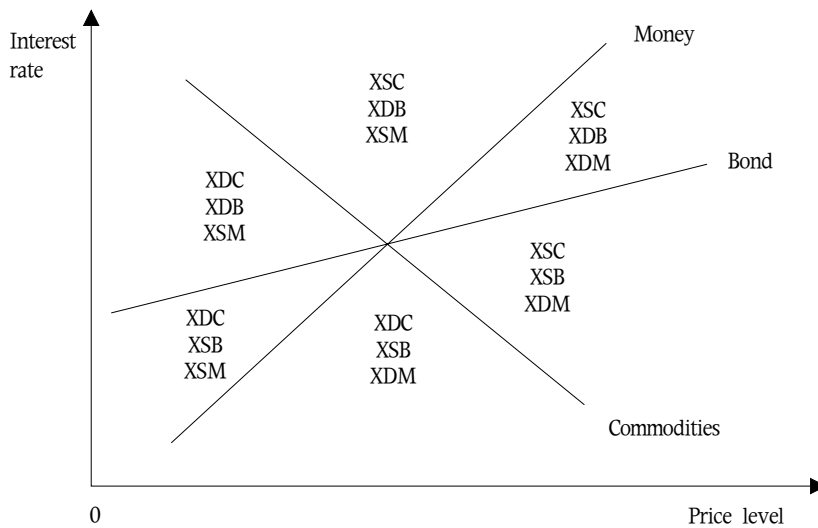 Interest
rate
Money
XSC
XDB
XSM
XSC
XDB
XDM
Bond
XDC
XDB
XSM
XSC
XSB
XDM
XDC
XSB
XSM
XDC
XSB
XDM
Commodities
0
Price level